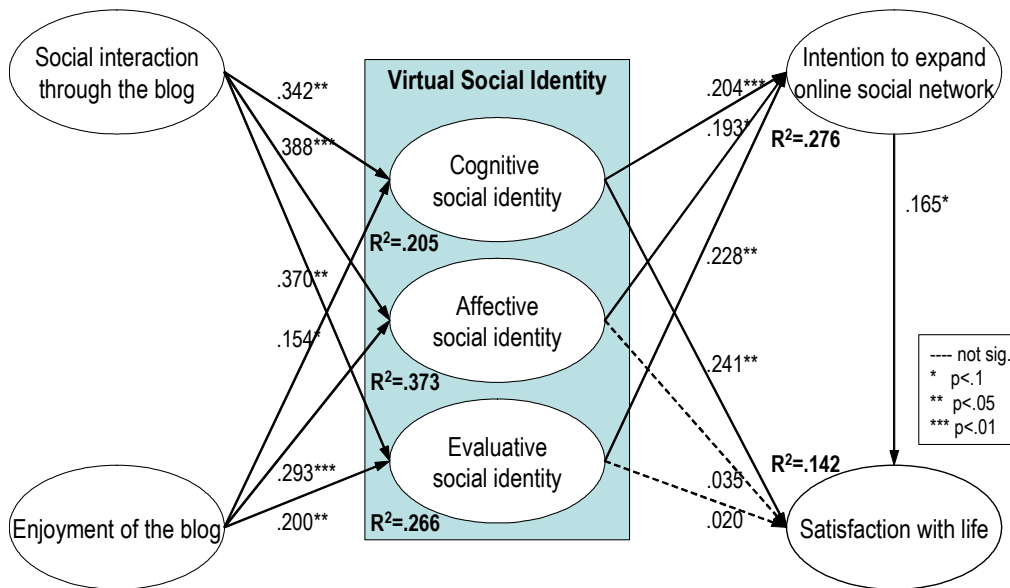 Social interaction
through the blog
Intention to expand
online social network
Virtual Social Identity
.342**
.204***
.388***
.193*
R²=.276
Cognitive
social identity
.165*
R²=.205
.370**
.228**
Affective
social identity
.154*
.241**
R²=.373
---- not sig.
* p<.1
** p<.05
*** p<.01
Evaluative
social identity
R²=.142
.293***
.035
.200**
R²=.266
.020
Enjoyment of the blog
Satisfaction with life